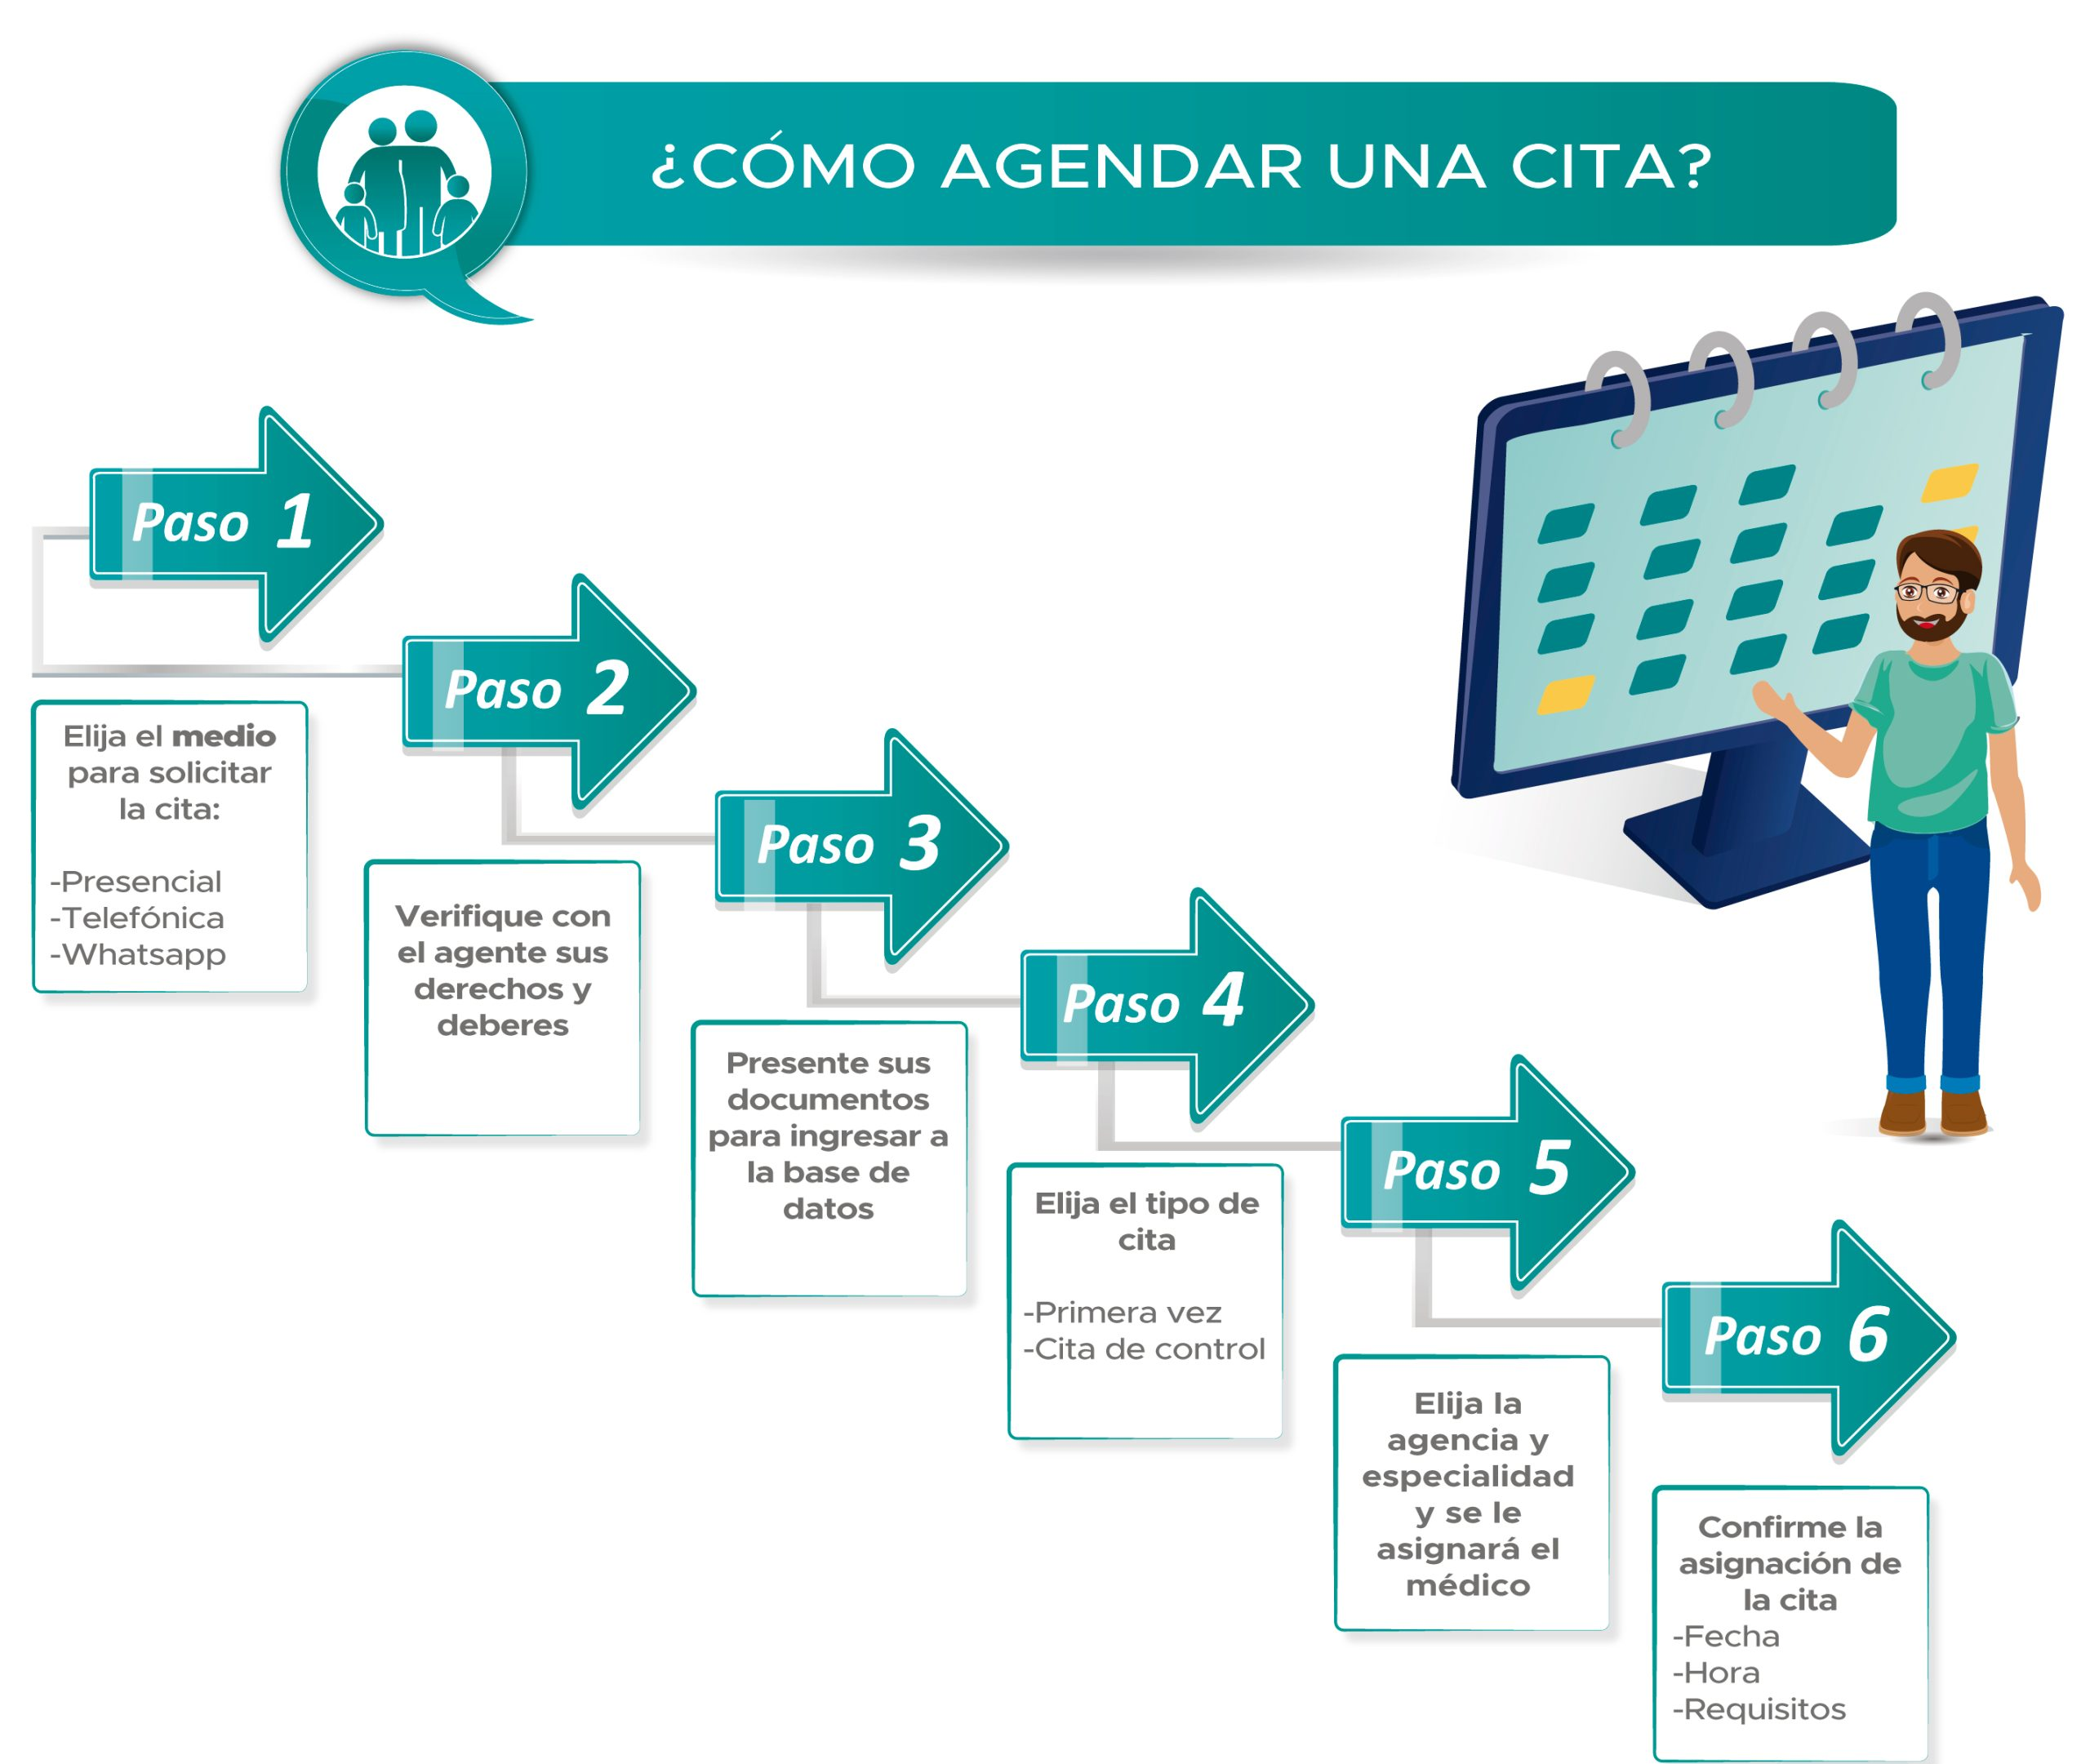 ¿CÓMO AGENDAR UNA CITA?
Paso 1
Elija el medio
para solicitar
la cita:
-Presencial
-Telefónica
-Whatsapp
Paso 2
Verifique con
el agente sus
derechos y
deberes
Paso 3
Presente sus
documentos
para ingresar a
la base de
datos
Paso 4
Elija el tipo de
cita
-Primera vez
-Cita de control
Paso 5
Elija la
agencia y
especialidad
y se le
asignará el
médico
Paso 6
Confirme la
asignación de
la cita
-Fecha
-Hora
-Requisitos